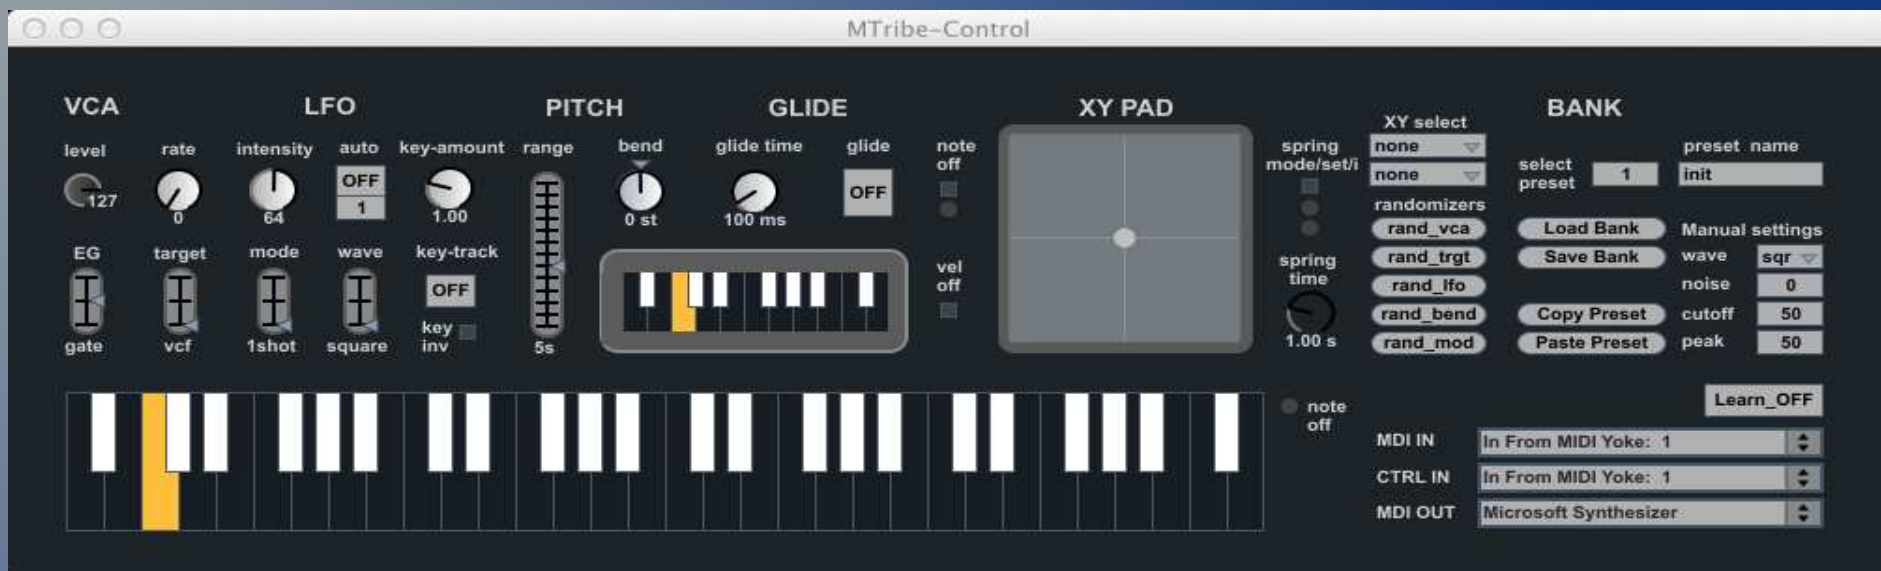 MTribe-Control
VCA
LFO
PITCH
GLIDE
XY PAD
BANK
level
127
rate
0
intensity
64
auto
OFF
1
key-amount
1.00
range
5s
bend
0 st
glide time
100 ms
glide
OFF
note
off
vel
off
EG
gate
target
vcf
mode
1shot
wave
square
key-track
OFF
key
inv
spring
mode/set/i
spring
time
1.00 s
XY select
none
none
randomizers
rand_vca
rand_trgt
rand_lfo
rand_bend
rand_mod
select
preset
1
preset name
init
Load Bank
Save Bank
Copy Preset
Paste Preset
Manual settings
wave
sqr
noise
0
cutoff
50
peak
50
note
off
Learn_OFF
MDI IN
In From MIDI Yoke: 1
CTRL IN
In From MIDI Yoke: 1
MDI OUT
Microsoft Synthesizer